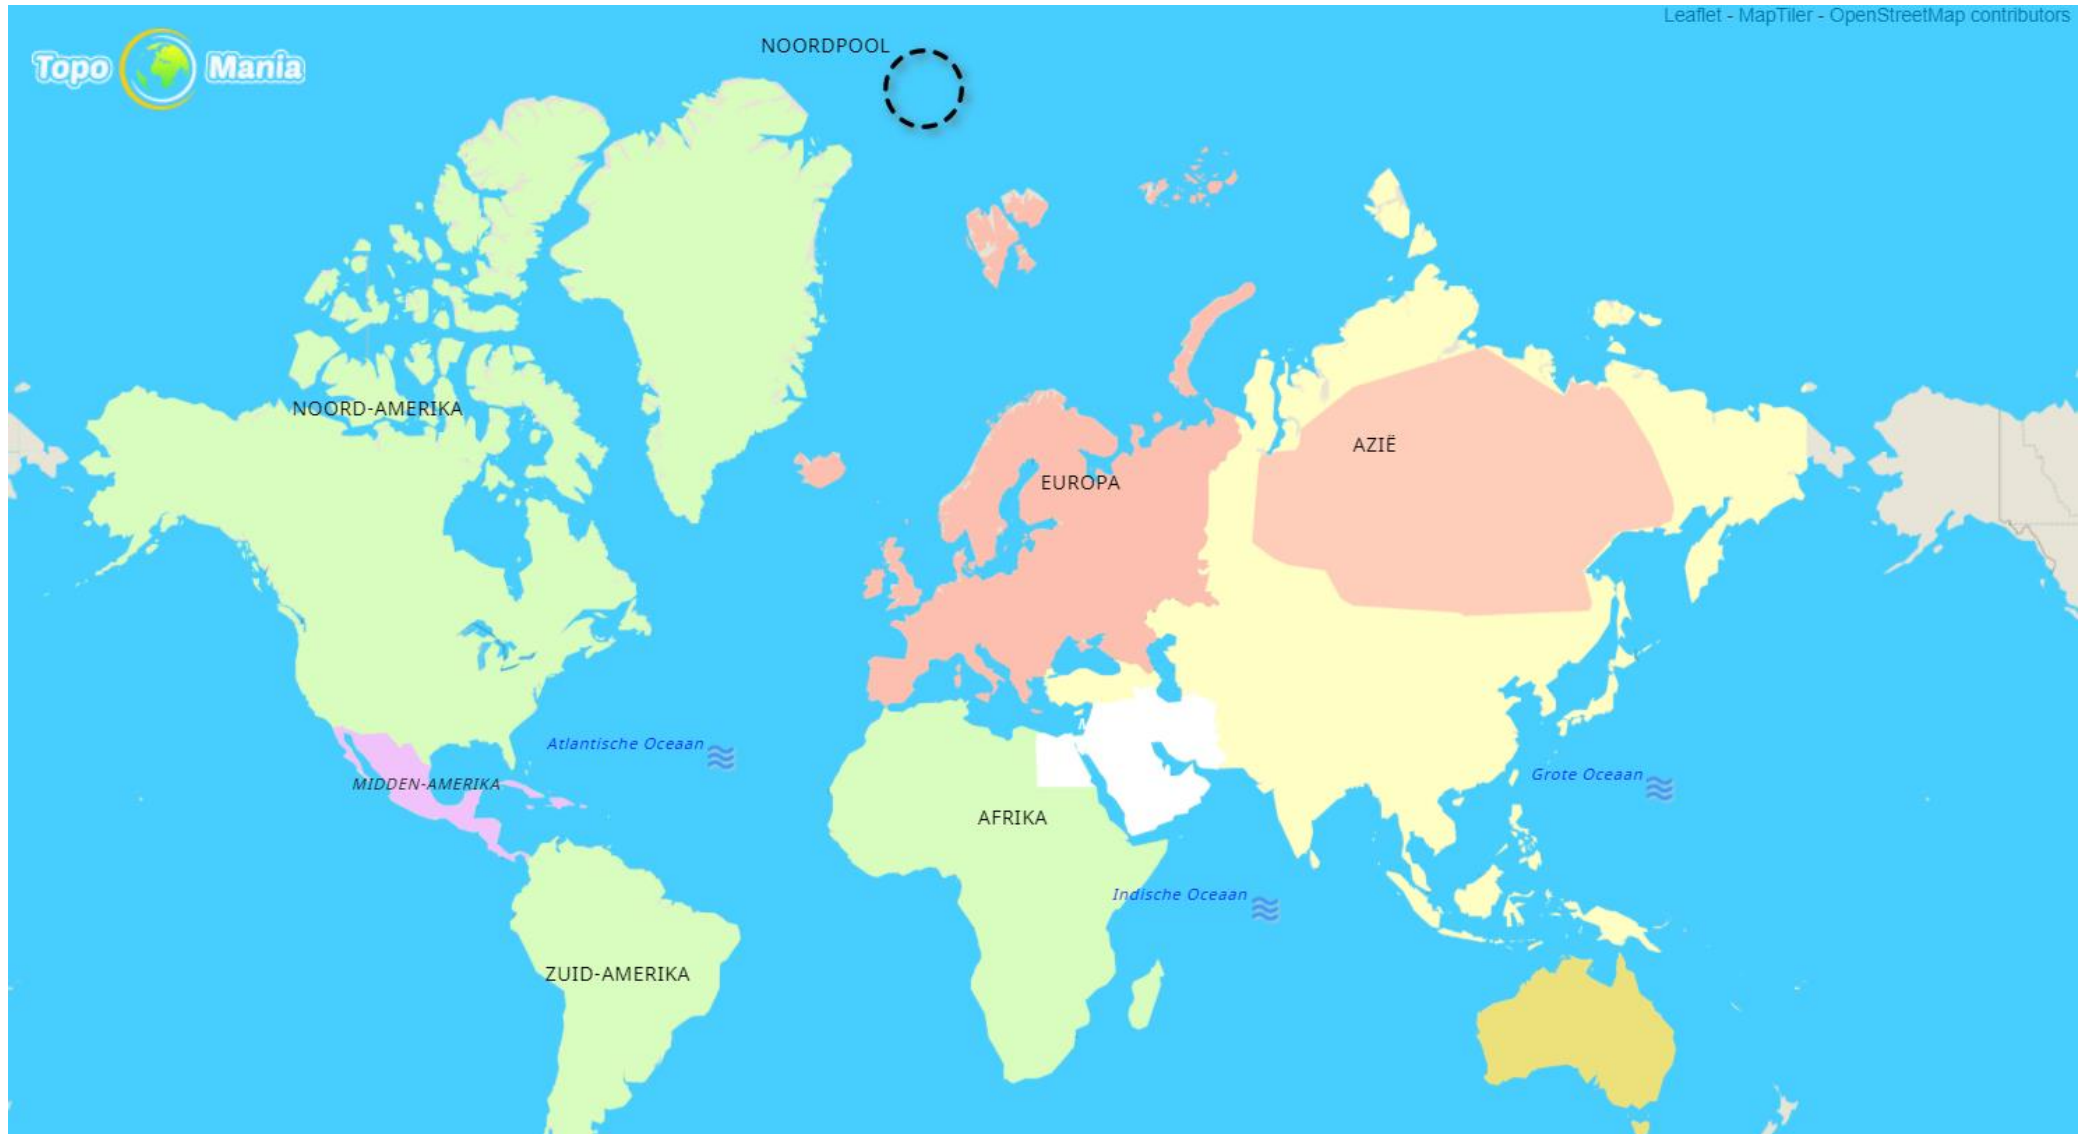 Leaflet - MapTiler - OpenStreetMap contributors
Topo Mania
NOORDPOOL
NOORD-AMERIKA
AZIË
EUROPA
Atlantische Oceaan
MIDDEN-AMERIKA
Grote Oceaan
AFRIKA
Indische Oceaan
ZUID-AMERIKA